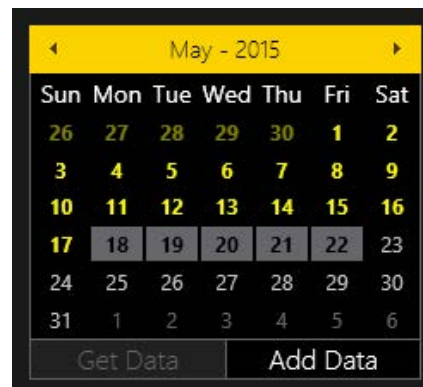 May - 2015
Sun Mon Tue Wed Thu Fri Sat
26 27 28 29 30 1 2
3 4 5 6 7 8 9
10 11 12 13 14 15 16
17 18 19 20 21 22 23
24 25 26 27 28 29 30
31 1 2 3 4 5 6
Get Data Add Data